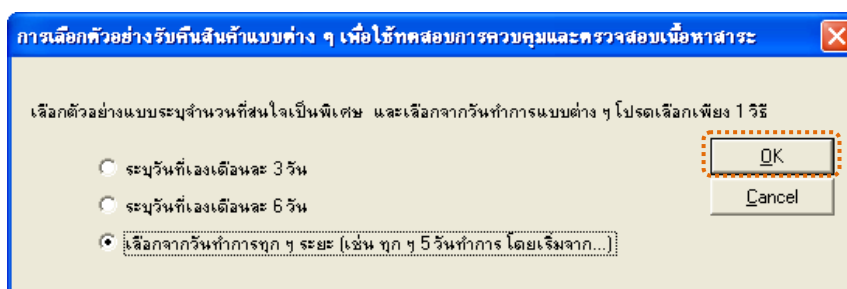 การเลือกตัวอย่างรับคืนสินค้าแบบต่าง ๆ เพื่อใช้ทดสอบการควบคุมและตรวจสอบเนื้อหาสาระ
เลือกตัวอย่างแบบระบุจำนวนที่สนใจเป็นพิเศษ และเลือกจากวันทำการแบบต่าง ๆ โปรดเลือกเพียง 1 วิธี
OK
ระบุวันที่เองเดือนละ 3 วัน
Cancel
ระบุวันที่เองเดือนละ 6 วัน
เลือกจากวันทำการทุก ๆ ระยะ (เช่น ทุก ๆ 5 วันทำการ โดยเริ่มจาก...)